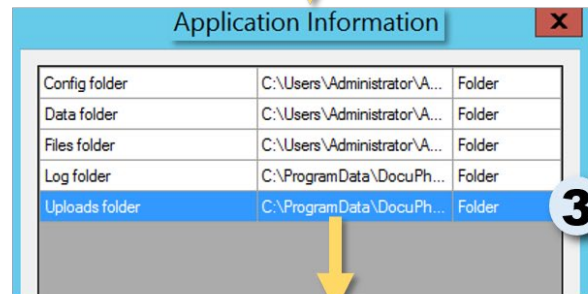 Application Information
X
Config folder C:\Users\Administrator\A... Folder
Data folder C:\Users\Administrator\A... Folder
Files folder C:\Users\Administrator\A... Folder
Log folder C:\ProgramData\DocuPh... Folder
Uploads folder C:\ProgramData\DocuPh... Folder
3